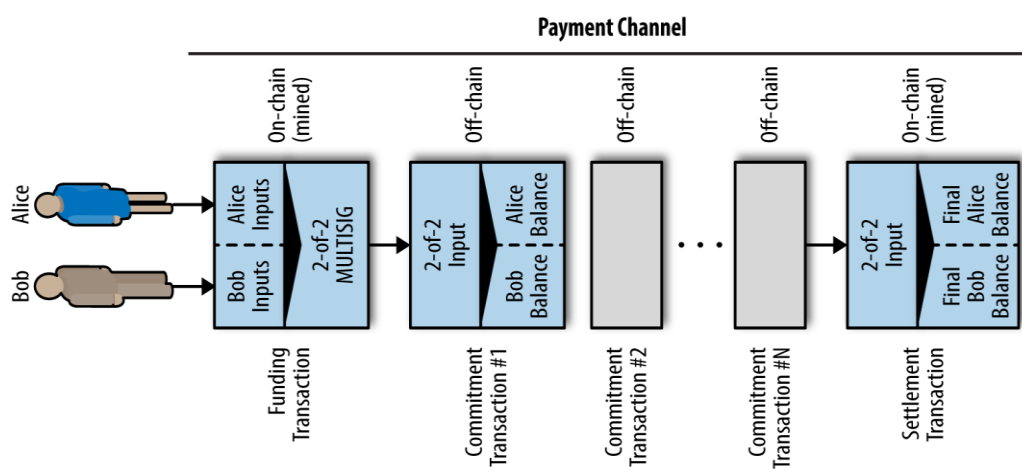 Payment Channel
On-chain
(mined)
Off-chain
Off-chain
Off-chain
On-chain
(mined)
Alice
Bob
Alice
Inputs
Bob
Inputs
2-of-2
MULTISIG
2-of-2
Input
Alice
Balance
Bob
Balance
2-of-2
Input
Final
Alice
Balance
Final
Bob
Balance
Funding
Transaction
Commitment
Transaction #1
Commitment
Transaction #2
Commitment
Transaction #N
Settlement
Transaction